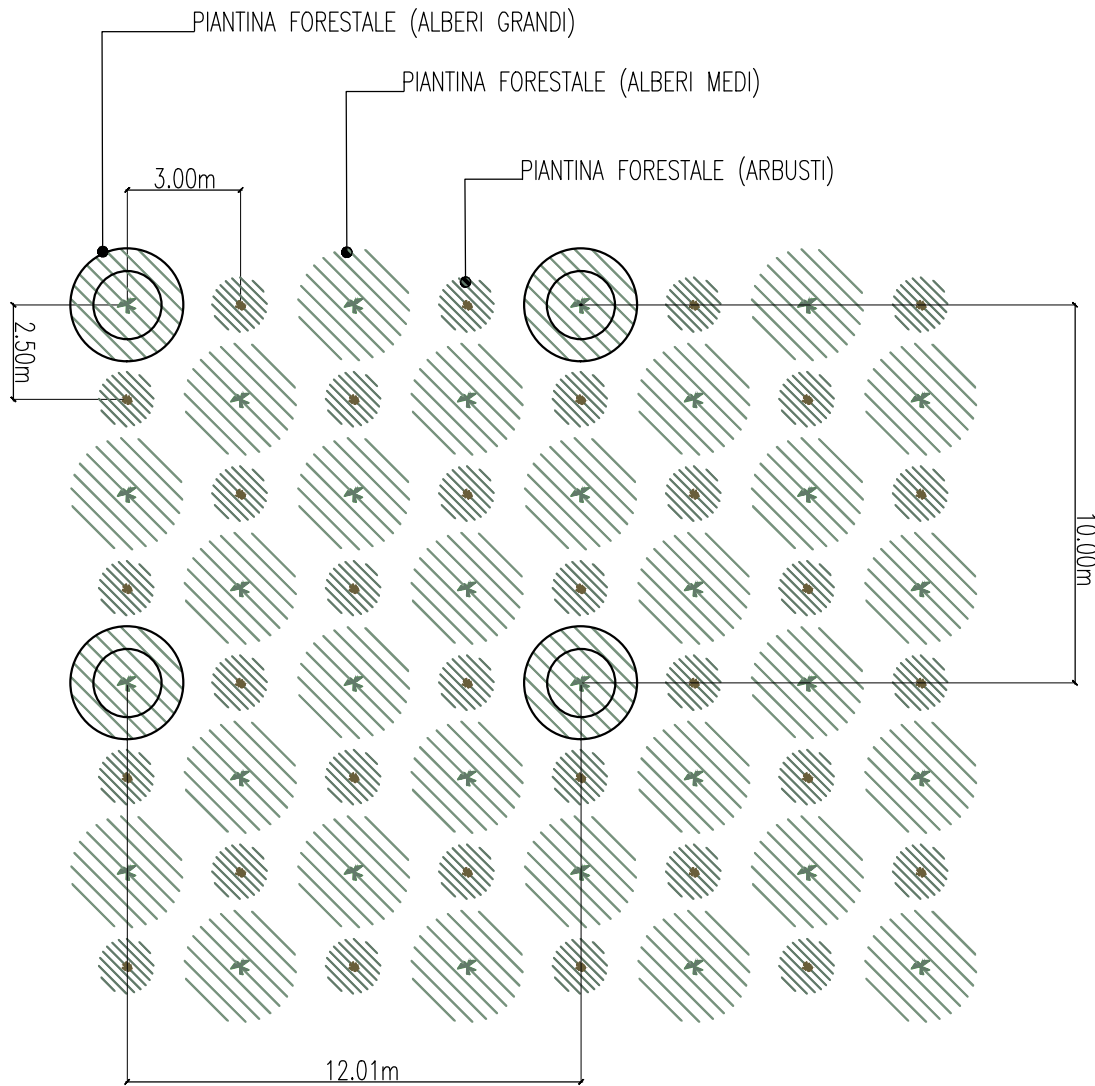 PIANTINA FORESTALE (ALBERI GRANDI)
PIANTINA FORESTALE (ALBERI MEDI)
PIANTINA FORESTALE (ARBUSTI)
3.00m
2.50m
10.00m
12.01m